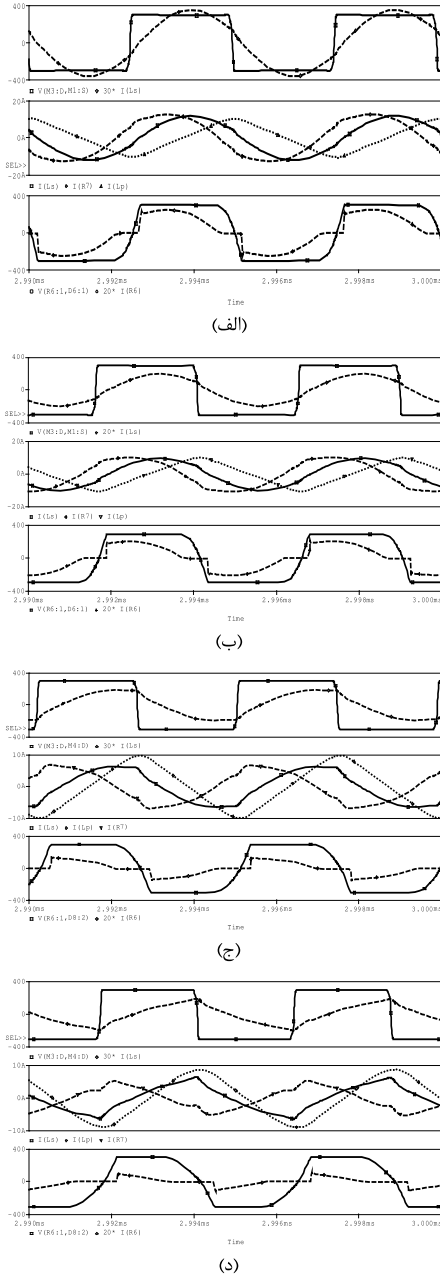 400
0
-400
V(M3:D,M1:S) 30* I(Ls)
20A
0A
SEL>>
-20A
I(Ls) I(R7) I(Lp)
400
-400
2.990ms 2.992ms 2.994ms 2.996ms 2.998ms 3.000ms
V(R6:1,D6:1) 20* I(R6)
Time
(الف)
400
0
SEL>>
-400
V(M3:D,M1:S) 20* I(Ls)
20A
0A
-20A
I(Ls) I(R7) I(Lp)
400
0
-400
2.990ms 2.992ms 2.994ms 2.996ms 2.998ms 3.000ms
V(R6:1,D6:1) 20* I(R6)
Time
(ب)
400
0
SEL>>
-400
V(M3:D,M4:D) 30* I(Ls)
10A
0A
-10A
I(Ls) I(Lp) I(R7)
400
0
-400
2.990ms 2.992ms 2.994ms 2.996ms 2.998ms 3.000ms
V(R6:1,D8:2) 20* I(R6)
Time
(ج)
400
0
SEL>>
-400
V(M3:D,M4:D) 30* I(Ls)
10A
0A
-10A
I(Ls) I(Lp) I(R7)
400
0
-400
2.990ms 2.992ms 2.994ms 2.996ms 2.998ms 3.000ms
V(R6:1,D8:2) 20* I(R6)
Time
(د)